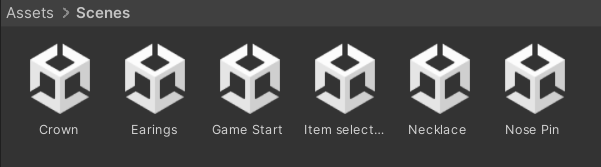 Assets > Scenes
Crown Earings Game Start Item select... Necklace Nose Pin